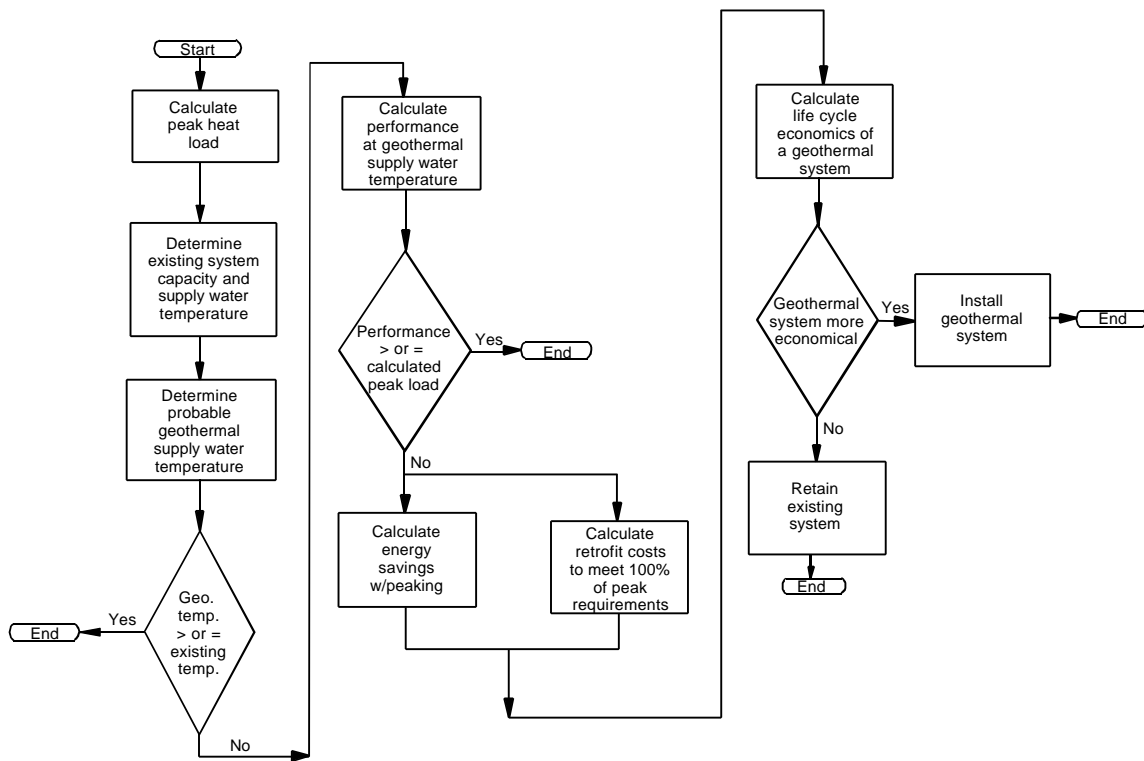 Start
Calculate
peak heat
load
Determine
existing system
capacity and
supply water
temperature
Determine
probable
geothermal
supply water
temperature
Geo.
temp.
> or =
existing
temp.
Yes
End
No
Calculate
performance
at geothermal
supply water
temperature
Performance
> or =
calculated
peak load
Yes
End
No
Calculate
energy
savings
w/peaking
Calculate
retrofit costs
to meet 100%
of peak
requirements
Calculate
life cycle
economics of
a geothermal
system
Geothermal
system more
economical
Yes
Install
geothermal
system
End
No
Retain
existing
system
End